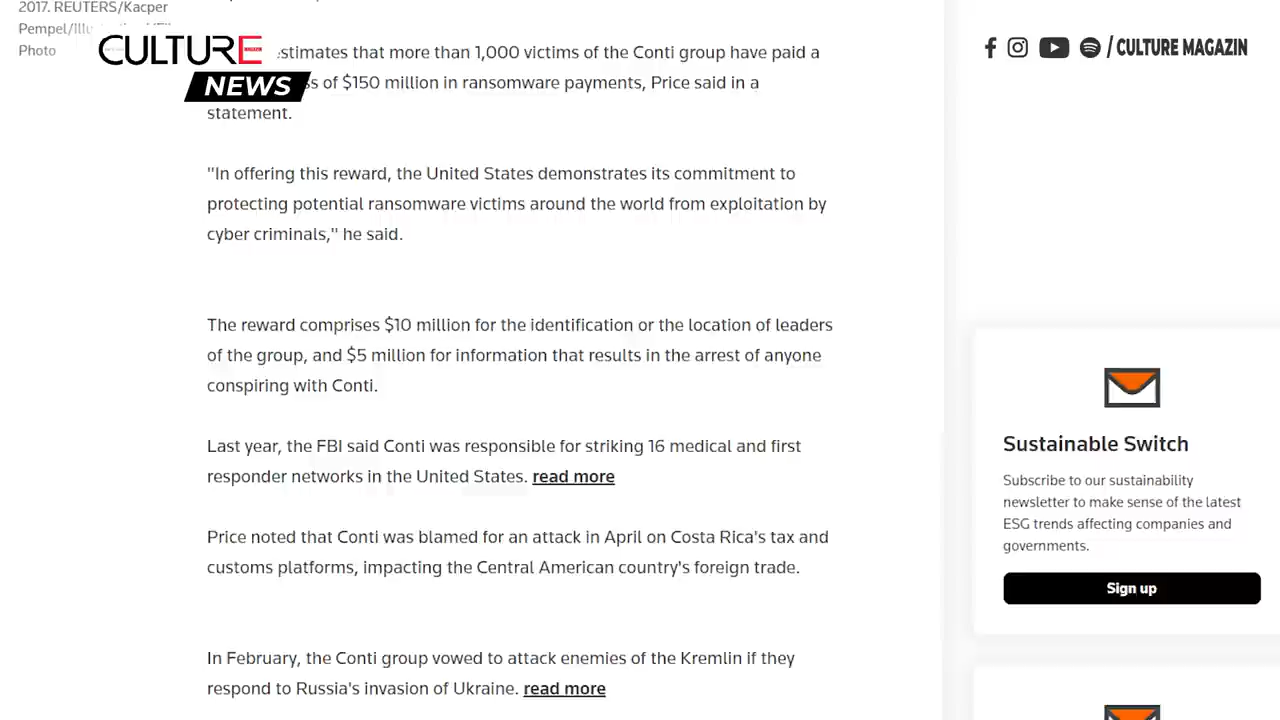 2017. REUTERS/Kacper
Photo
CULTURE
NEWS
/ CULTURE MAGAZIN
estimates that more than 1,000 victims of the Conti group have paid a
of $150 million in ransomware payments, Price said in a
statement.
"In offering this reward, the United States demonstrates its commitment to
protecting potential ransomware victims around the world from exploitation by
cyber criminals," he said.
The reward comprises $10 million for the identification or the location of leaders
of the group, and $5 million for information that results in the arrest of anyone
conspiring with Conti.
Last year, the FBI said Conti was responsible for striking 16 medical and first
responder networks in the United States. read more
Price noted that Conti was blamed for an attack in April on Costa Rica's tax and
customs platforms, impacting the Central American country's foreign trade.
In February, the Conti group vowed to attack enemies of the Kremlin if they
respond to Russia's invasion of Ukraine. read more
Sustainable Switch
Subscribe to our sustainability
newsletter to make sense of the latest
ESG trends affecting companies and
governments.
Sign up